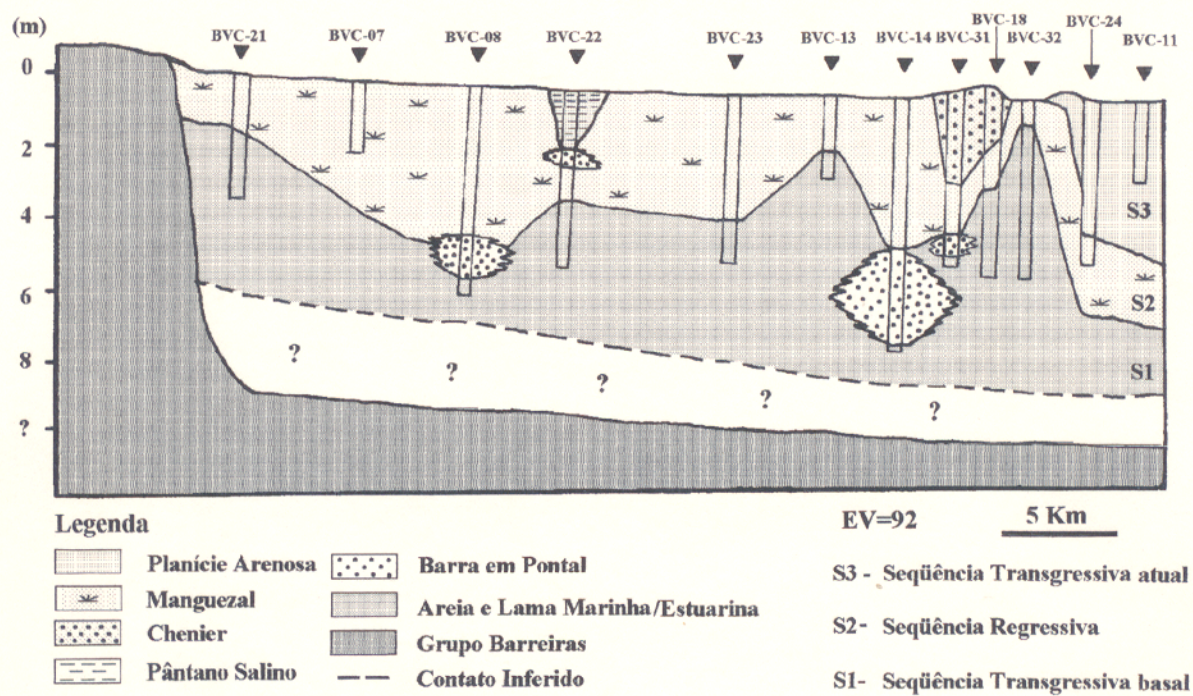 (m)
BVC-21
BVC-07
BVC-08
BVC-22
BVC-23
BVC-13
BVC-14
BVC-31
BVC-18
BVC-32
BVC-24
BVC-11
0
2
4
6
8
?
S3
S2
S1
? ? ? ? ?
Legenda
Planície Arenosa
Manguezal
Chenier
Pântano Salino
Barra em Pontal
Areia e Lama Marinha/Estuarina
Grupo Barreiras
Contato Inferido
EV=92
5 Km
S3 - Seqüência Transgressiva atual
S2- Seqüência Regressiva
S1- Seqüência Transgressiva basal